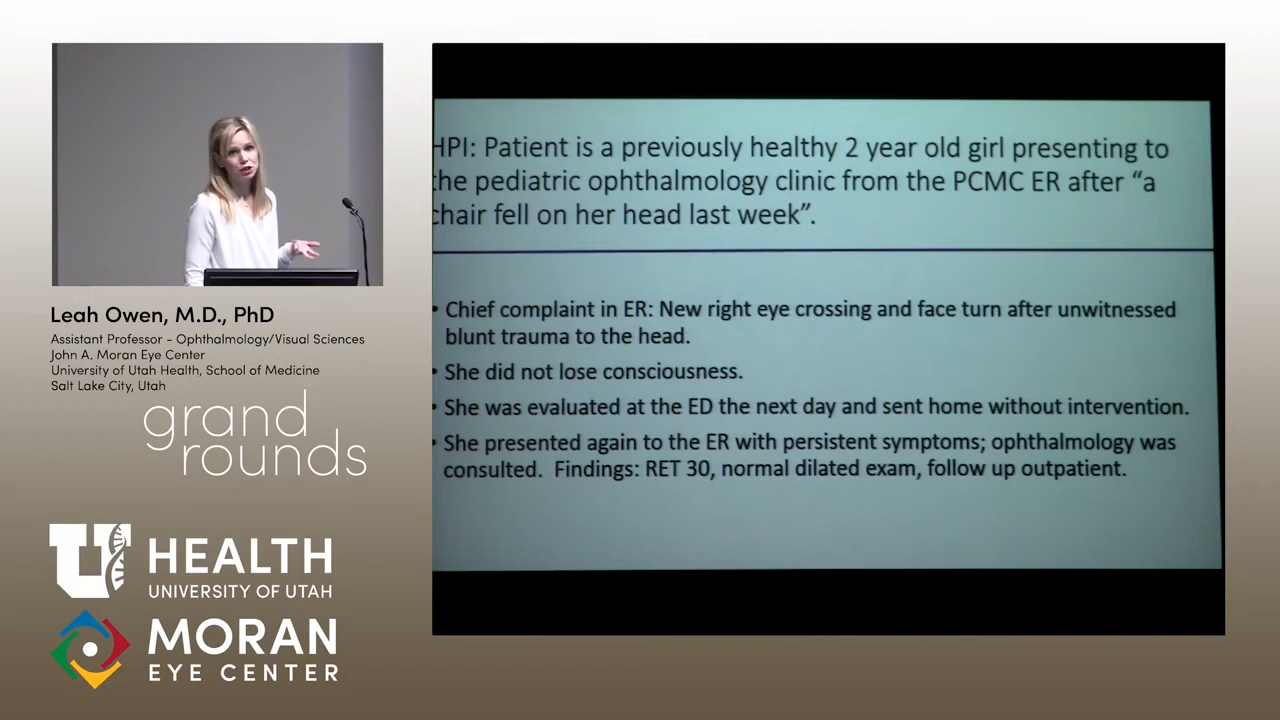 Leah Owen, M.D., PhD
Assistant Professor - Ophthalmology/Visual Sciences
John A. Moran Eye Center
University of Utah Health, School of Medicine
Salt Lake City, Utah
grand
rounds
U HEALTH
UNIVERSITY OF UTAH
MORAN
EYE CENTER
HPI: Patient is a previously healthy 2 year old girl presenting to
the pediatric ophthalmology clinic from the PCMC ER after “a
chair fell on her head last week”.
• Chief complaint in ER: New right eye crossing and face turn after unwitnessed
blunt trauma to the head.
• She did not lose consciousness.
• She was evaluated at the ED the next day and sent home without intervention.
• She presented again to the ER with persistent symptoms; ophthalmology was
consulted. Findings: RET 30, normal dilated exam, follow up outpatient.